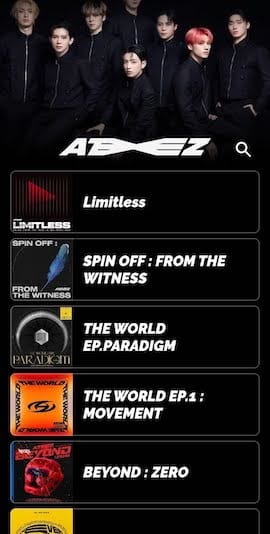 ATEEZ
LIMITLESS
Limitless
SPIN OFF :
FROM
THE WITNESS
SPIN OFF : FROM THE
WITNESS
PARADIGM
THE WORLD
EP.PARADIGM
THE WORLD
THE WORLD EP.1 :
MOVEMENT
BEYOND
BEYOND : ZERO